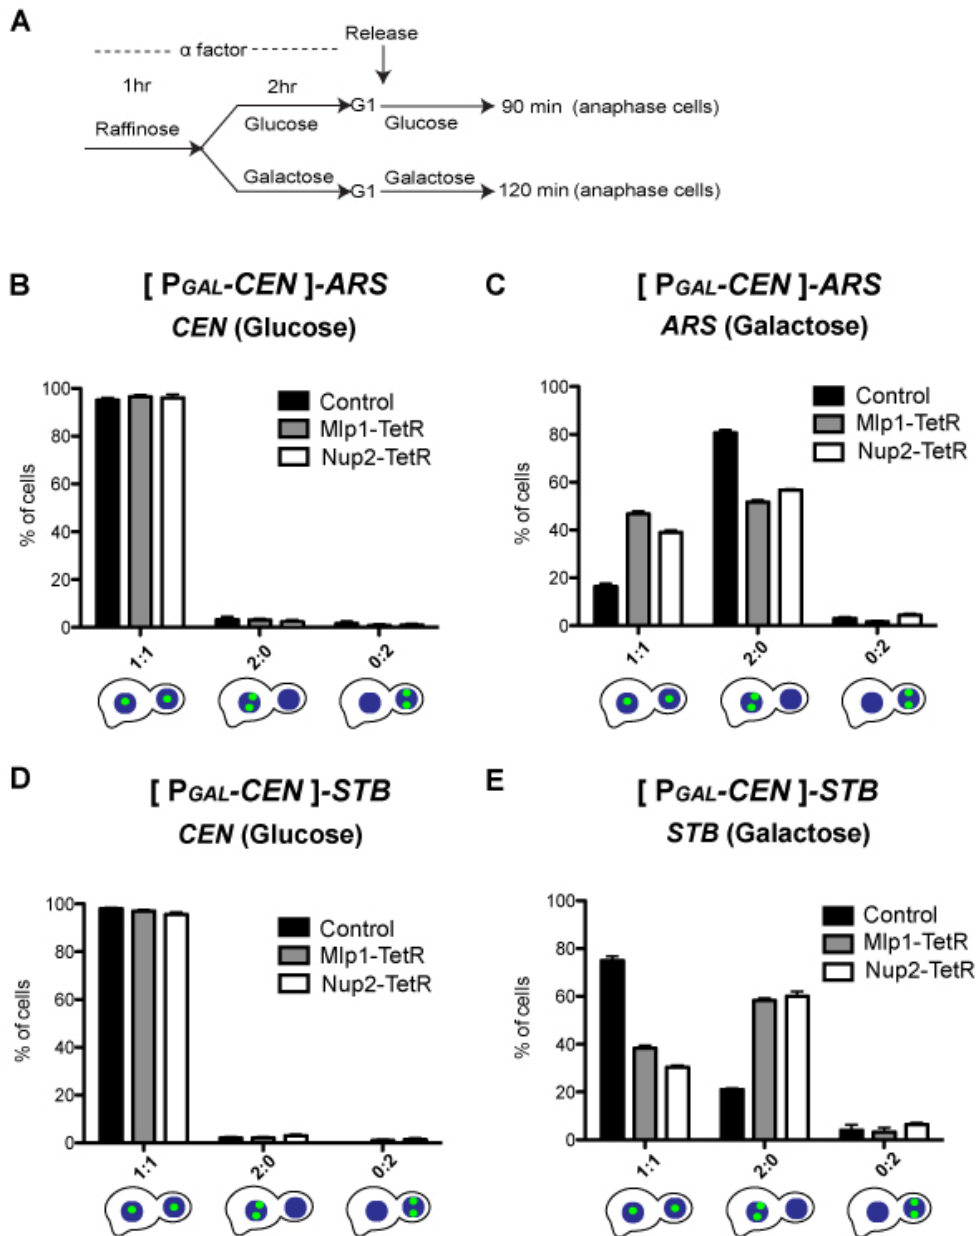 A
Release
α factor
1hr
2hr
Raffinose
Glucose
G1
Glucose
90 min (anaphase cells)
Galactose
G1
Galactose
120 min (anaphase cells)
B
[ PGAL-CEN ]-ARS
CEN (Glucose)
% of cells
100
80
60
40
20
0
Control
Mlp1-TetR
Nup2-TetR
1:1
2:0
0:2
C
[ PGAL-CEN ]-ARS
ARS (Galactose)
% of cells
100
80
60
40
20
0
Control
Mlp1-TetR
Nup2-TetR
1:1
2:0
0:2
D
[ PGAL-CEN ]-STB
CEN (Glucose)
% of cells
100
80
60
40
20
0
Control
Mlp1-TetR
Nup2-TetR
1:1
2:0
0:2
E
[ PGAL-CEN ]-STB
STB (Galactose)
% of cells
100
80
60
40
20
0
Control
Mlp1-TetR
Nup2-TetR
1:1
2:0
0:2